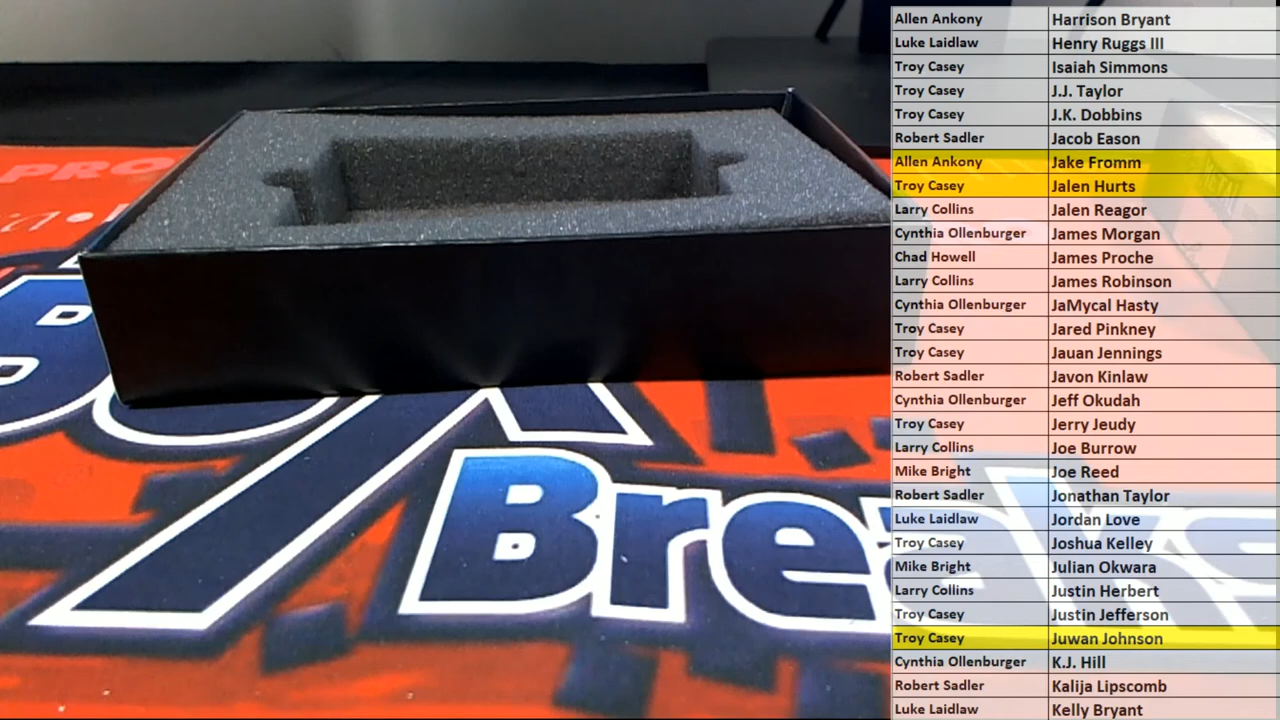 Allen Ankony Harrison Bryant
Luke Laidlaw Henry Ruggs III
Troy Casey Isaiah Simmons
Troy Casey J.J. Taylor
Troy Casey J.K. Dobbins
Robert Sadler Jacob Eason
Allen Ankony Jake Fromm
Troy Casey Jalen Hurts
Larry Collins Jalen Reagor
Cynthia Ollenburger James Morgan
Chad Howell James Proche
Larry Collins James Robinson
Cynthia Ollenburger JaMycal Hasty
Troy Casey Jared Pinkney
Troy Casey Jauan Jennings
Robert Sadler Javon Kinlaw
Cynthia Ollenburger Jeff Okudah
Troy Casey Jerry Jeudy
Larry Collins Joe Burrow
Mike Bright Joe Reed
Robert Sadler Jonathan Taylor
Luke Laidlaw Jordan Love
Troy Casey Joshua Kelley
Mike Bright Julian Okwara
Larry Collins Justin Herbert
Troy Casey Justin Jefferson
Troy Casey Juwan Johnson
Cynthia Ollenburger K.J. Hill
Robert Sadler Kalija Lipscomb
Luke Laidlaw Kelly Bryant
PRO
Breaks